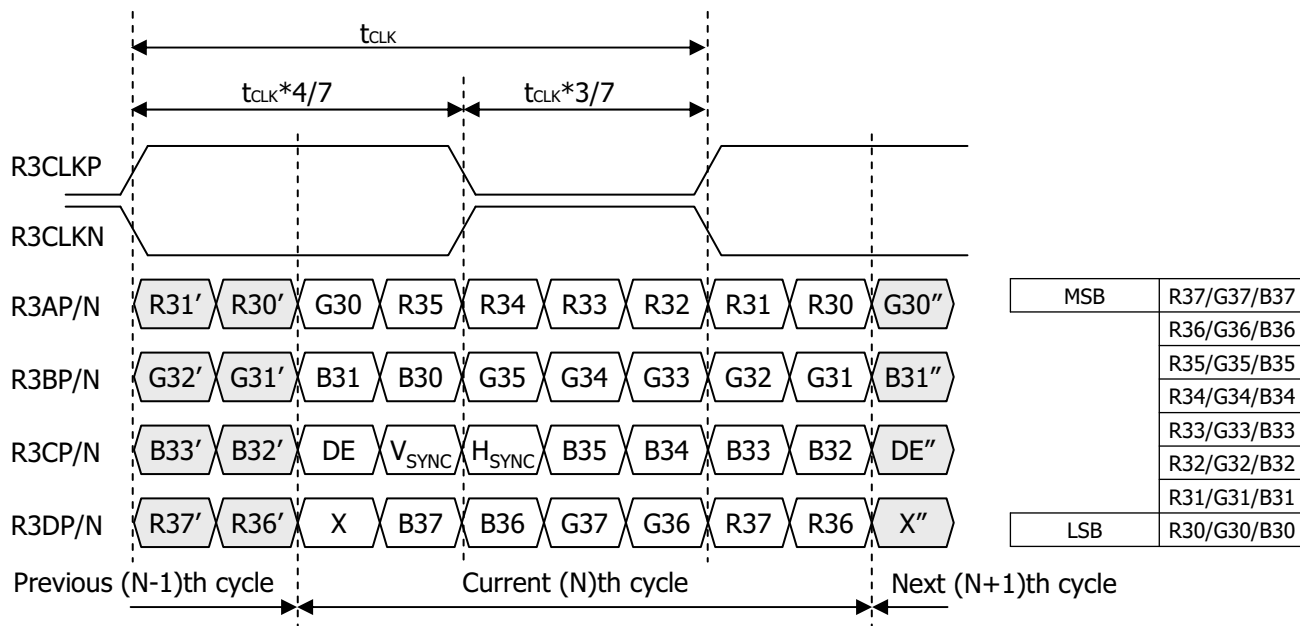 tCLK
tCLK*4/7 tCLK*3/7
R3CLKP
R3CLKN
R3AP/N R31′ R30′ G30 R35 R34 R33 R32 R31 R30 G30″
R3BP/N G32′ G31′ B31 B30 G35 G34 G33 G32 G31 B31″
R3CP/N B33′ B32′ DE VSYNC HSYNC B35 B34 B33 B32 DE″
R3DP/N R37′ R36′ X B37 B36 G37 G36 R37 R36 X″
Previous (N-1)th cycle Current (N)th cycle Next (N+1)th cycle
MSB R37/G37/B37
R36/G36/B36
R35/G35/B35
R34/G34/B34
R33/G33/B33
R32/G32/B32
R31/G31/B31
LSB R30/G30/B30